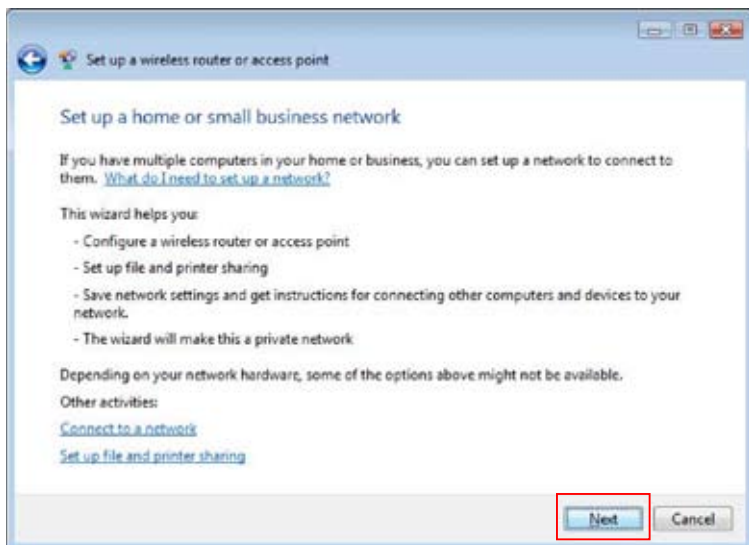 Set up a wireless router or access point
Set up a home or small business network
If you have multiple computers in your home or business, you can set up a network to connect to
them. What do I need to set up a network?
This wizard helps you:
- Configure a wireless router or access point
- Set up file and printer sharing
- Save network settings and get instructions for connecting other computers and devices to your
network.
- The wizard will make this a private network
Depending on your network hardware, some of the options above might not be available.
Other activities:
Connect to a network
Set up file and printer sharing
Next Cancel